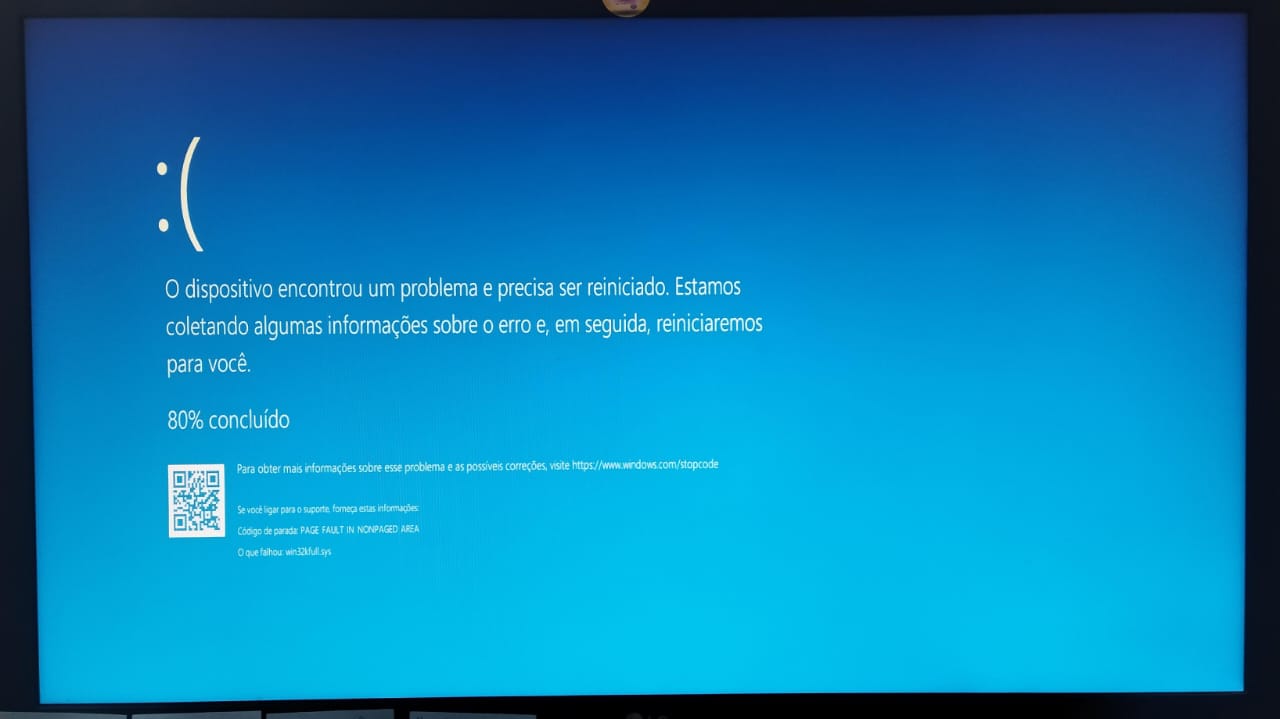 :(
O dispositivo encontrou um problema e precisa ser reiniciado. Estamos
coletando algumas informações sobre o erro e, em seguida, reiniciaremos
para você.
80% concluído
Para obter mais informações sobre esse problema e as possíveis correções, visite https://www.windows.com/stopcode
Se você ligar para o suporte, forneça estas informações:
Código de parada: PAGE FAULT IN NONPAGED AREA
O que falhou: win32kfull.sys